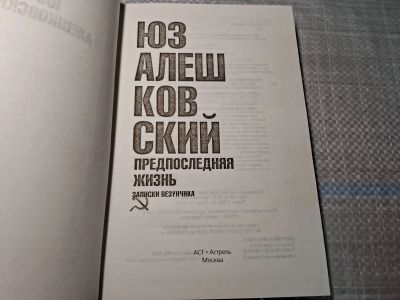 ЮЗ
АЛЕШ
КОВ
СКИЙ
ПРЕДПОСЛЕДНЯЯ
ЖИЗНЬ
ЗАПИСКИ ВЕЗУНЧИКА
АСТ • Астрель
Москва